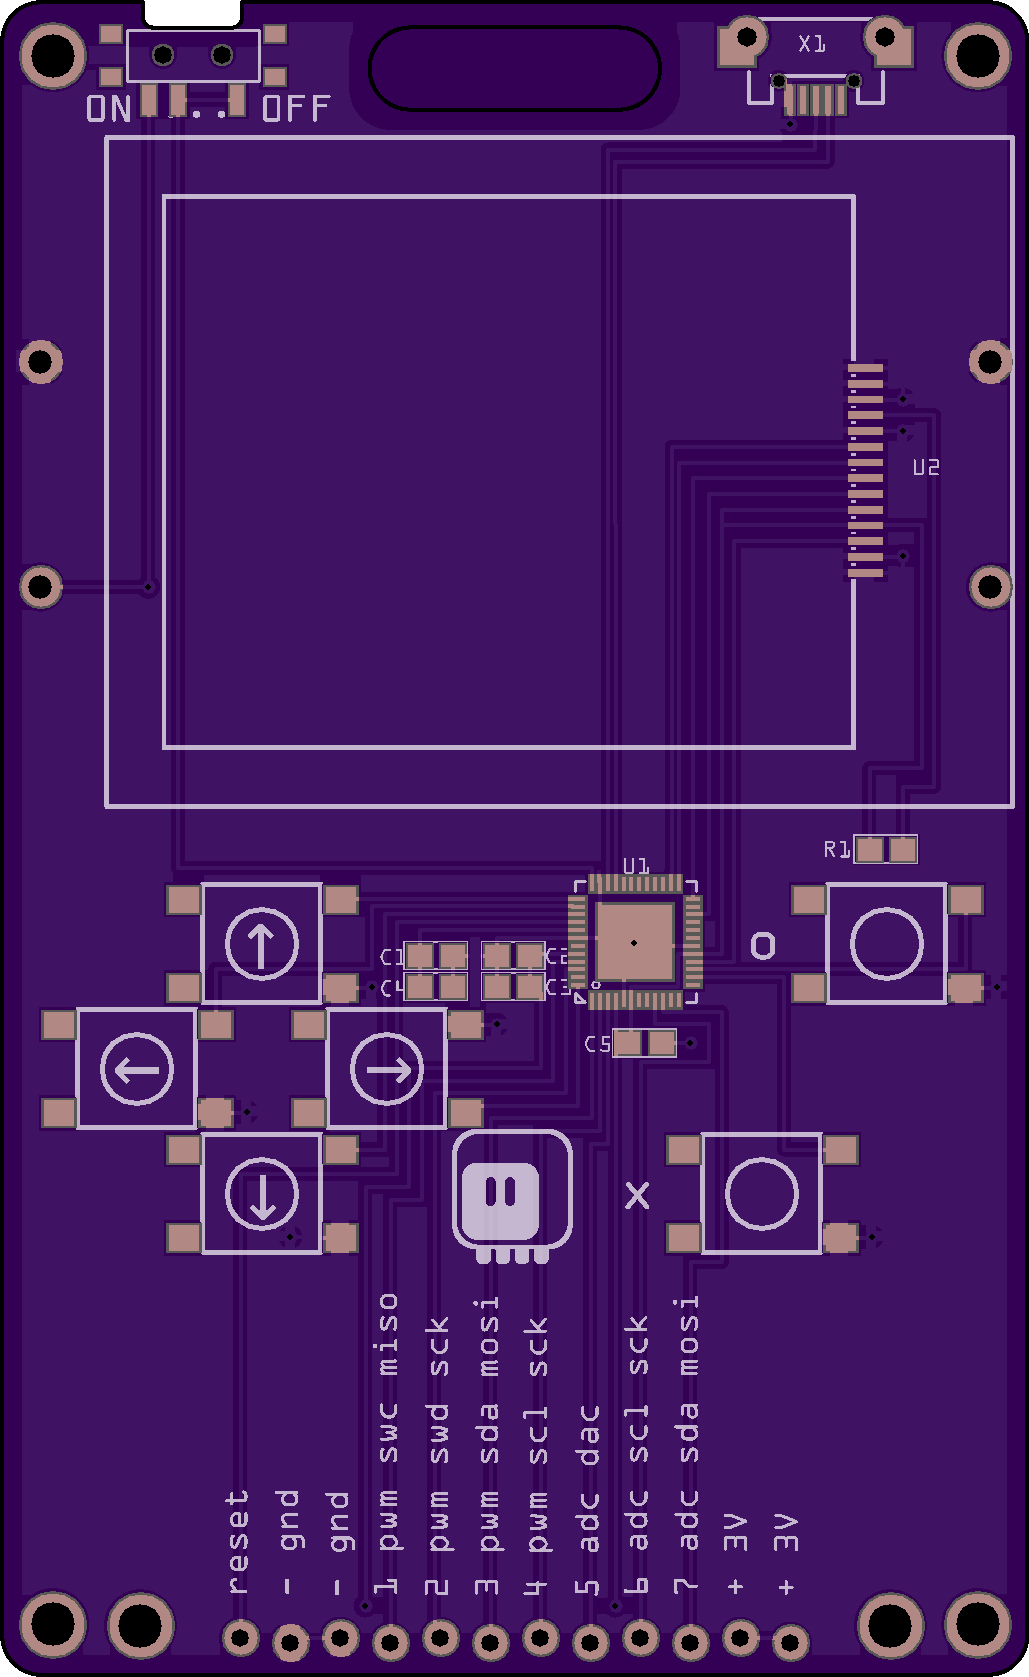 X1
ON . . . OFF
U2
R1
U1
C1
C2
C4
C3
o
C5
x
reset
- gnd
- gnd
1 pwm swc miso
2 pwm swd sck
3 pwm sda mosi
4 pwm scl sck
5 adc dac
6 adc scl sck
7 adc sda mosi
+ 3V
+ 3V